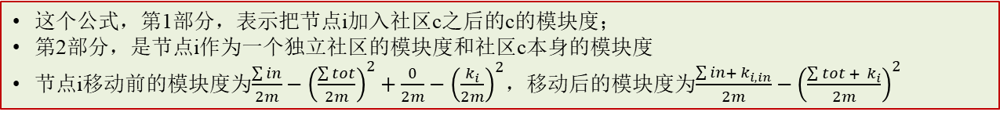 • 这个公式，第1部分，表示把节点i加入社区c之后的c的模块度；
• 第2部分，是节点i作为一个独立社区的模块度和社区c本身的模块度
• 节点i移动前的模块度为$\frac{\sum in}{2m} - \left(\frac{\sum tot}{2m}\right)^2 + \frac{0}{2m} - \left(\frac{k_i}{2m}\right)^2$，移动后的模块度为$\frac{\sum in + k_{i,in}}{2m} - \left(\frac{\sum tot + k_i}{2m}\right)^2$